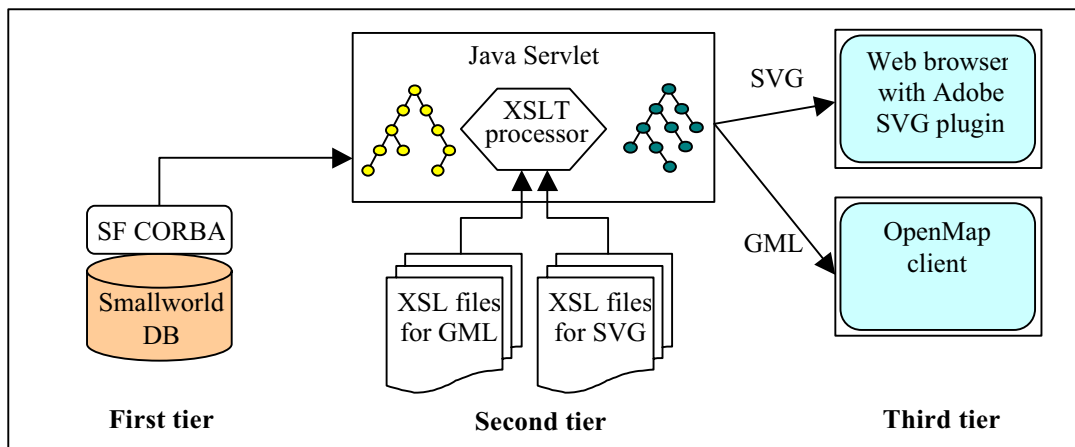 Java Servlet
XSLT
processor
SF CORBA
Smallworld
DB
XSL files
for GML
XSL files
for SVG
SVG
GML
Web browser
with Adobe
SVG plugin
OpenMap
client
First tier
Second tier
Third tier